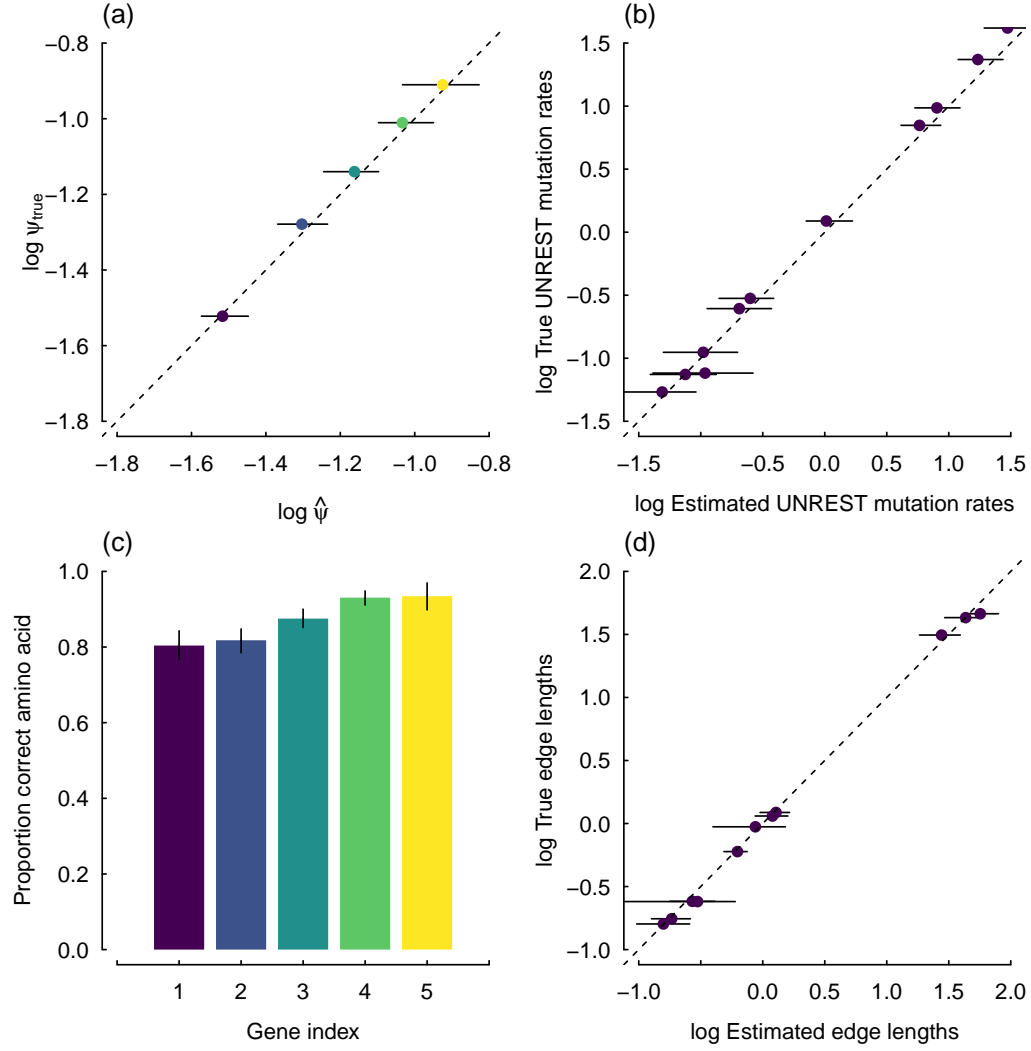 (a)
−0.8
−1.0
−1.2
−1.4
−1.6
−1.8
log ψtrue
−1.8 −1.6 −1.4 −1.2 −1.0 −0.8
log ψ̂
(b)
1.5
1.0
0.5
0.0
−0.5
−1.0
−1.5
log True UNREST mutation rates
−1.5 −0.5 0.0 0.5 1.0 1.5
log Estimated UNREST mutation rates
(c)
1.0
0.8
0.6
0.4
0.2
0.0
Proportion correct amino acid
1 2 3 4 5
Gene index
(d)
2.0
1.5
1.0
0.5
0.0
−0.5
−1.0
log True edge lengths
−1.0 0.0 0.5 1.0 1.5 2.0
log Estimated edge lengths